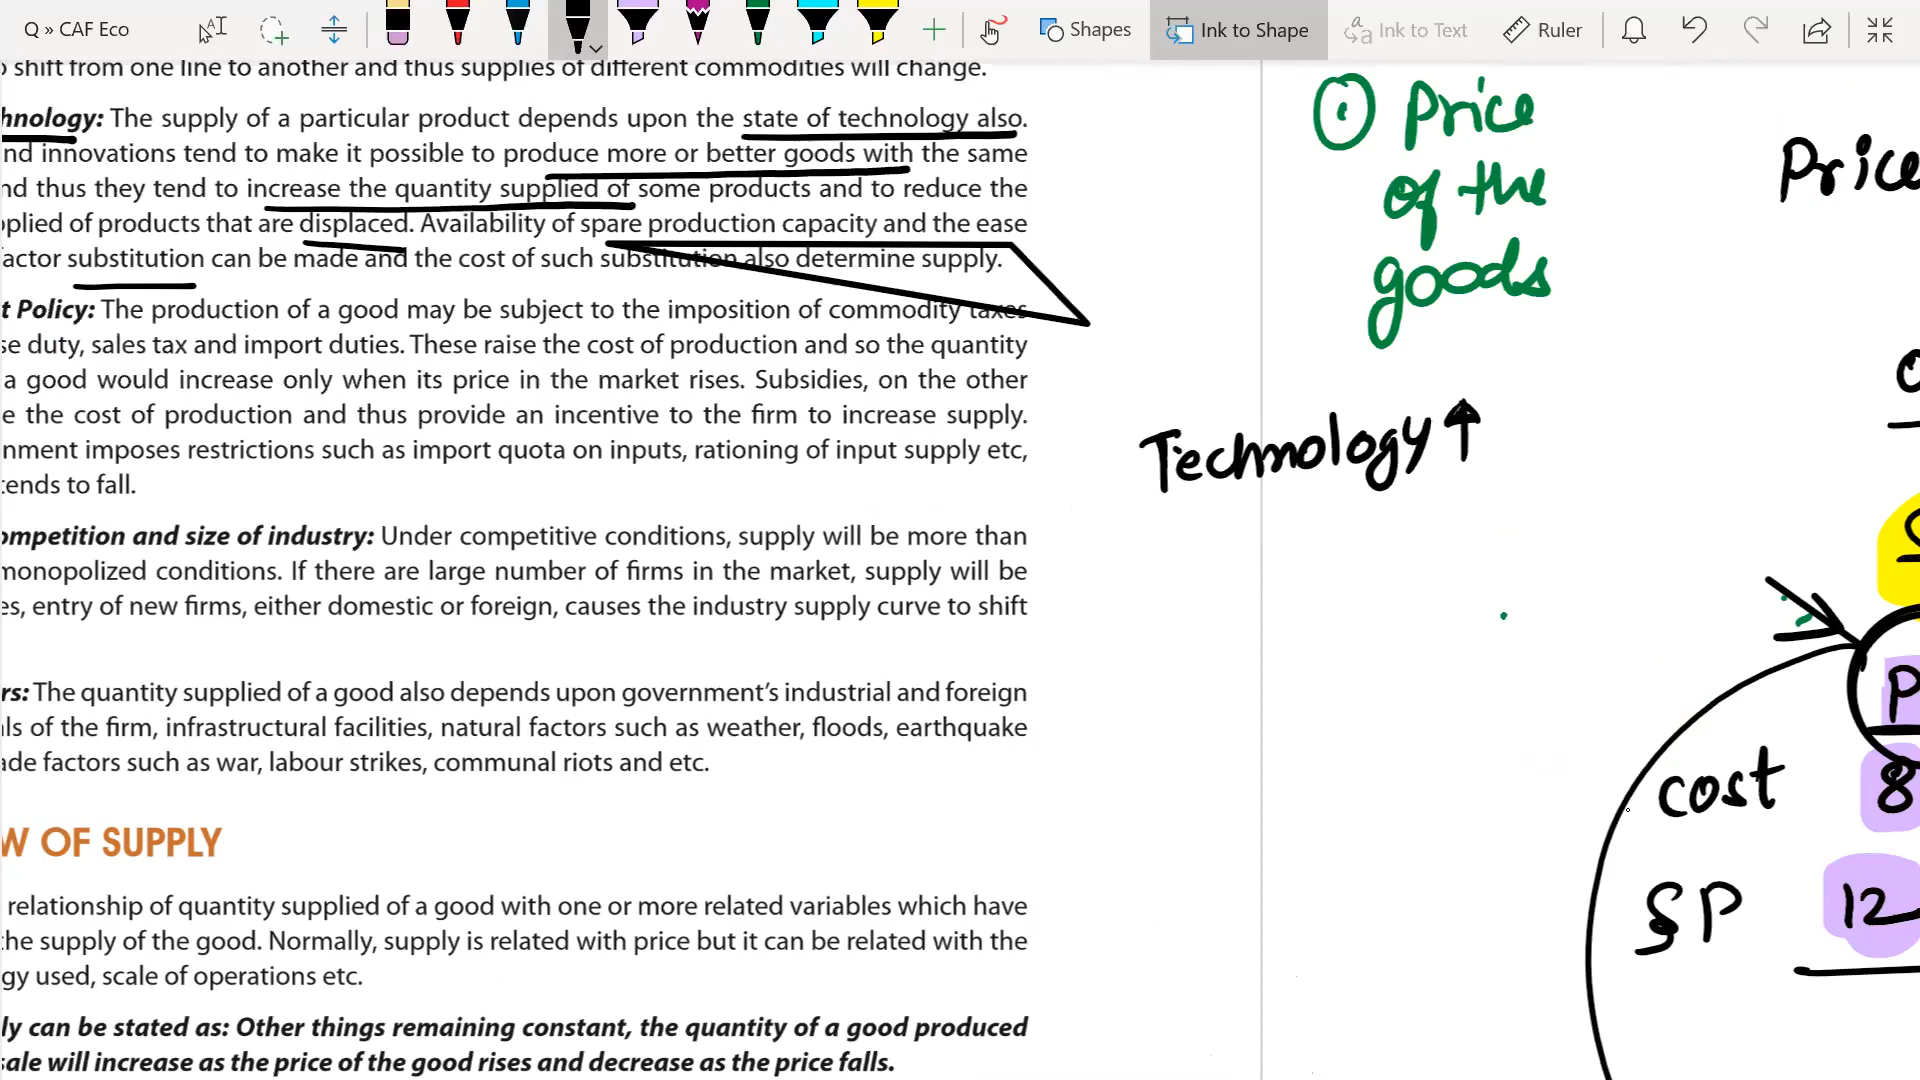 Q » CAF Eco
Shapes
Ink to Shape
Ink to Text
Ruler
shift from one line to another and thus supplies of different commodities will change.
hnology: The supply of a particular product depends upon the state of technology also.
nd innovations tend to make it possible to produce more or better goods with the same
nd thus they tend to increase the quantity supplied of some products and to reduce the
pplied of products that are displaced. Availability of spare production capacity and the ease
actor substitution can be made and the cost of such substitution also determine supply.
t Policy: The production of a good may be subject to the imposition of commodity taxes
se duty, sales tax and import duties. These raise the cost of production and so the quantity
a good would increase only when its price in the market rises. Subsidies, on the other
e the cost of production and thus provide an incentive to the firm to increase supply.
nment imposes restrictions such as import quota on inputs, rationing of input supply etc,
tends to fall.
ompetition and size of industry: Under competitive conditions, supply will be more than
monopolized conditions. If there are large number of firms in the market, supply will be
es, entry of new firms, either domestic or foreign, causes the industry supply curve to shift
rs: The quantity supplied of a good also depends upon government’s industrial and foreign
ls of the firm, infrastructural facilities, natural factors such as weather, floods, earthquake
ade factors such as war, labour strikes, communal riots and etc.
W OF SUPPLY
relationship of quantity supplied of a good with one or more related variables which have
the supply of the good. Normally, supply is related with price but it can be related with the
gy used, scale of operations etc.
ly can be stated as: Other things remaining constant, the quantity of a good produced
sale will increase as the price of the good rises and decrease as the price falls.
Price
of the
goods
Technology ↑
Price
P
cost 8
SP 12